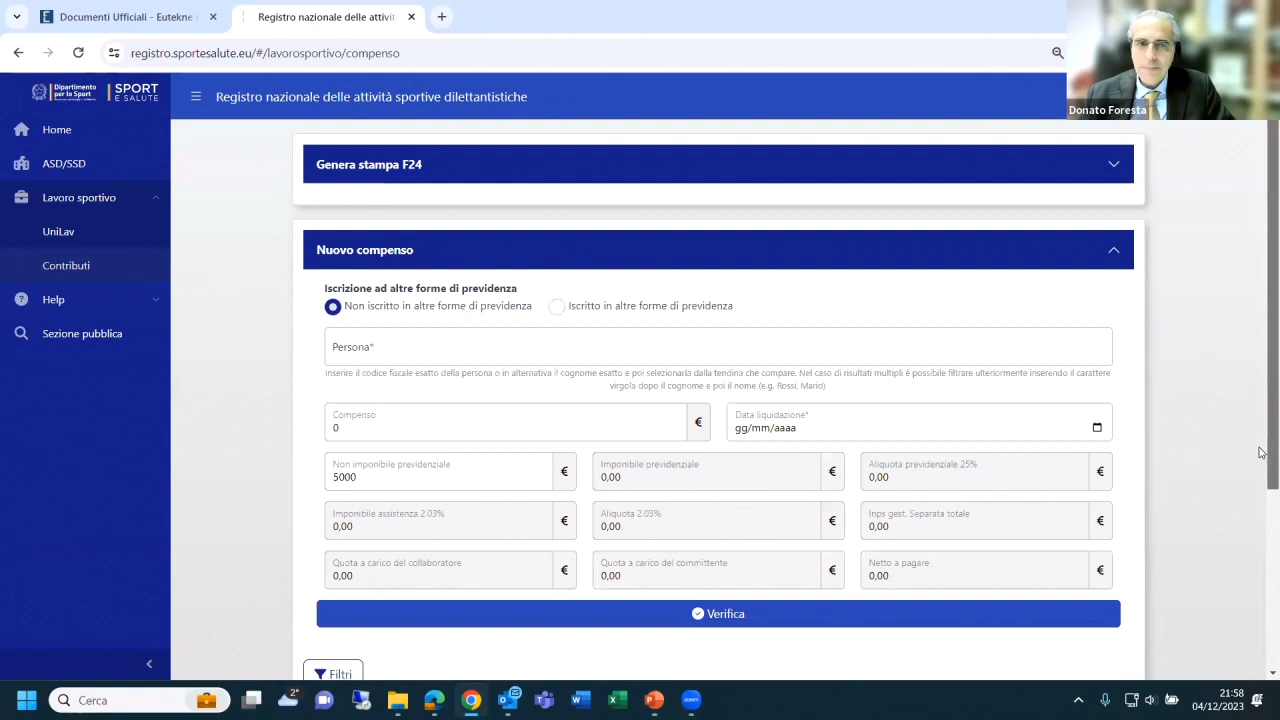 Documenti Ufficiali - Eutekne
Registro nazionale delle attivit
registro.sportesalute.eu/#/lavorosportivo/compenso
Donato Foresta
Dipartimento
per lo Sport
SPORT
E SALUTE
Registro nazionale delle attività sportive dilettantistiche
Home
ASD/SSD
Lavoro sportivo
UniLav
Contributi
Help
Sezione pubblica
Genera stampa F24
Nuovo compenso
Iscrizione ad altre forme di previdenza
Non iscritto in altre forme di previdenza
Iscritto in altre forme di previdenza
Persona*
Inserire il codice fiscale esatto della persona o in alternativa il cognome esatto e poi selezionarla dalla tendina che compare. Nel caso di risultati multipli è possibile filtrare ulteriormente inserendo il carattere
virgola dopo il cognome e poi il nome (e.g. Rossi, Mario)
Compenso
0 €
Data liquidazione*
gg/mm/aaaa
Non imponibile previdenziale
5000 €
Imponibile previdenziale
0,00 €
Aliquota previdenziale 25%
0,00 €
Imponibile assistenza 2.03%
0,00 €
Aliquota 2.03%
0,00 €
Inps gest. Separata totale
0,00 €
Quota a carico del collaboratore
0,00 €
Quota a carico del committente
0,00 €
Netto a pagare
0,00 €
Verifica
Filtri
Cerca
21:58
04/12/2023